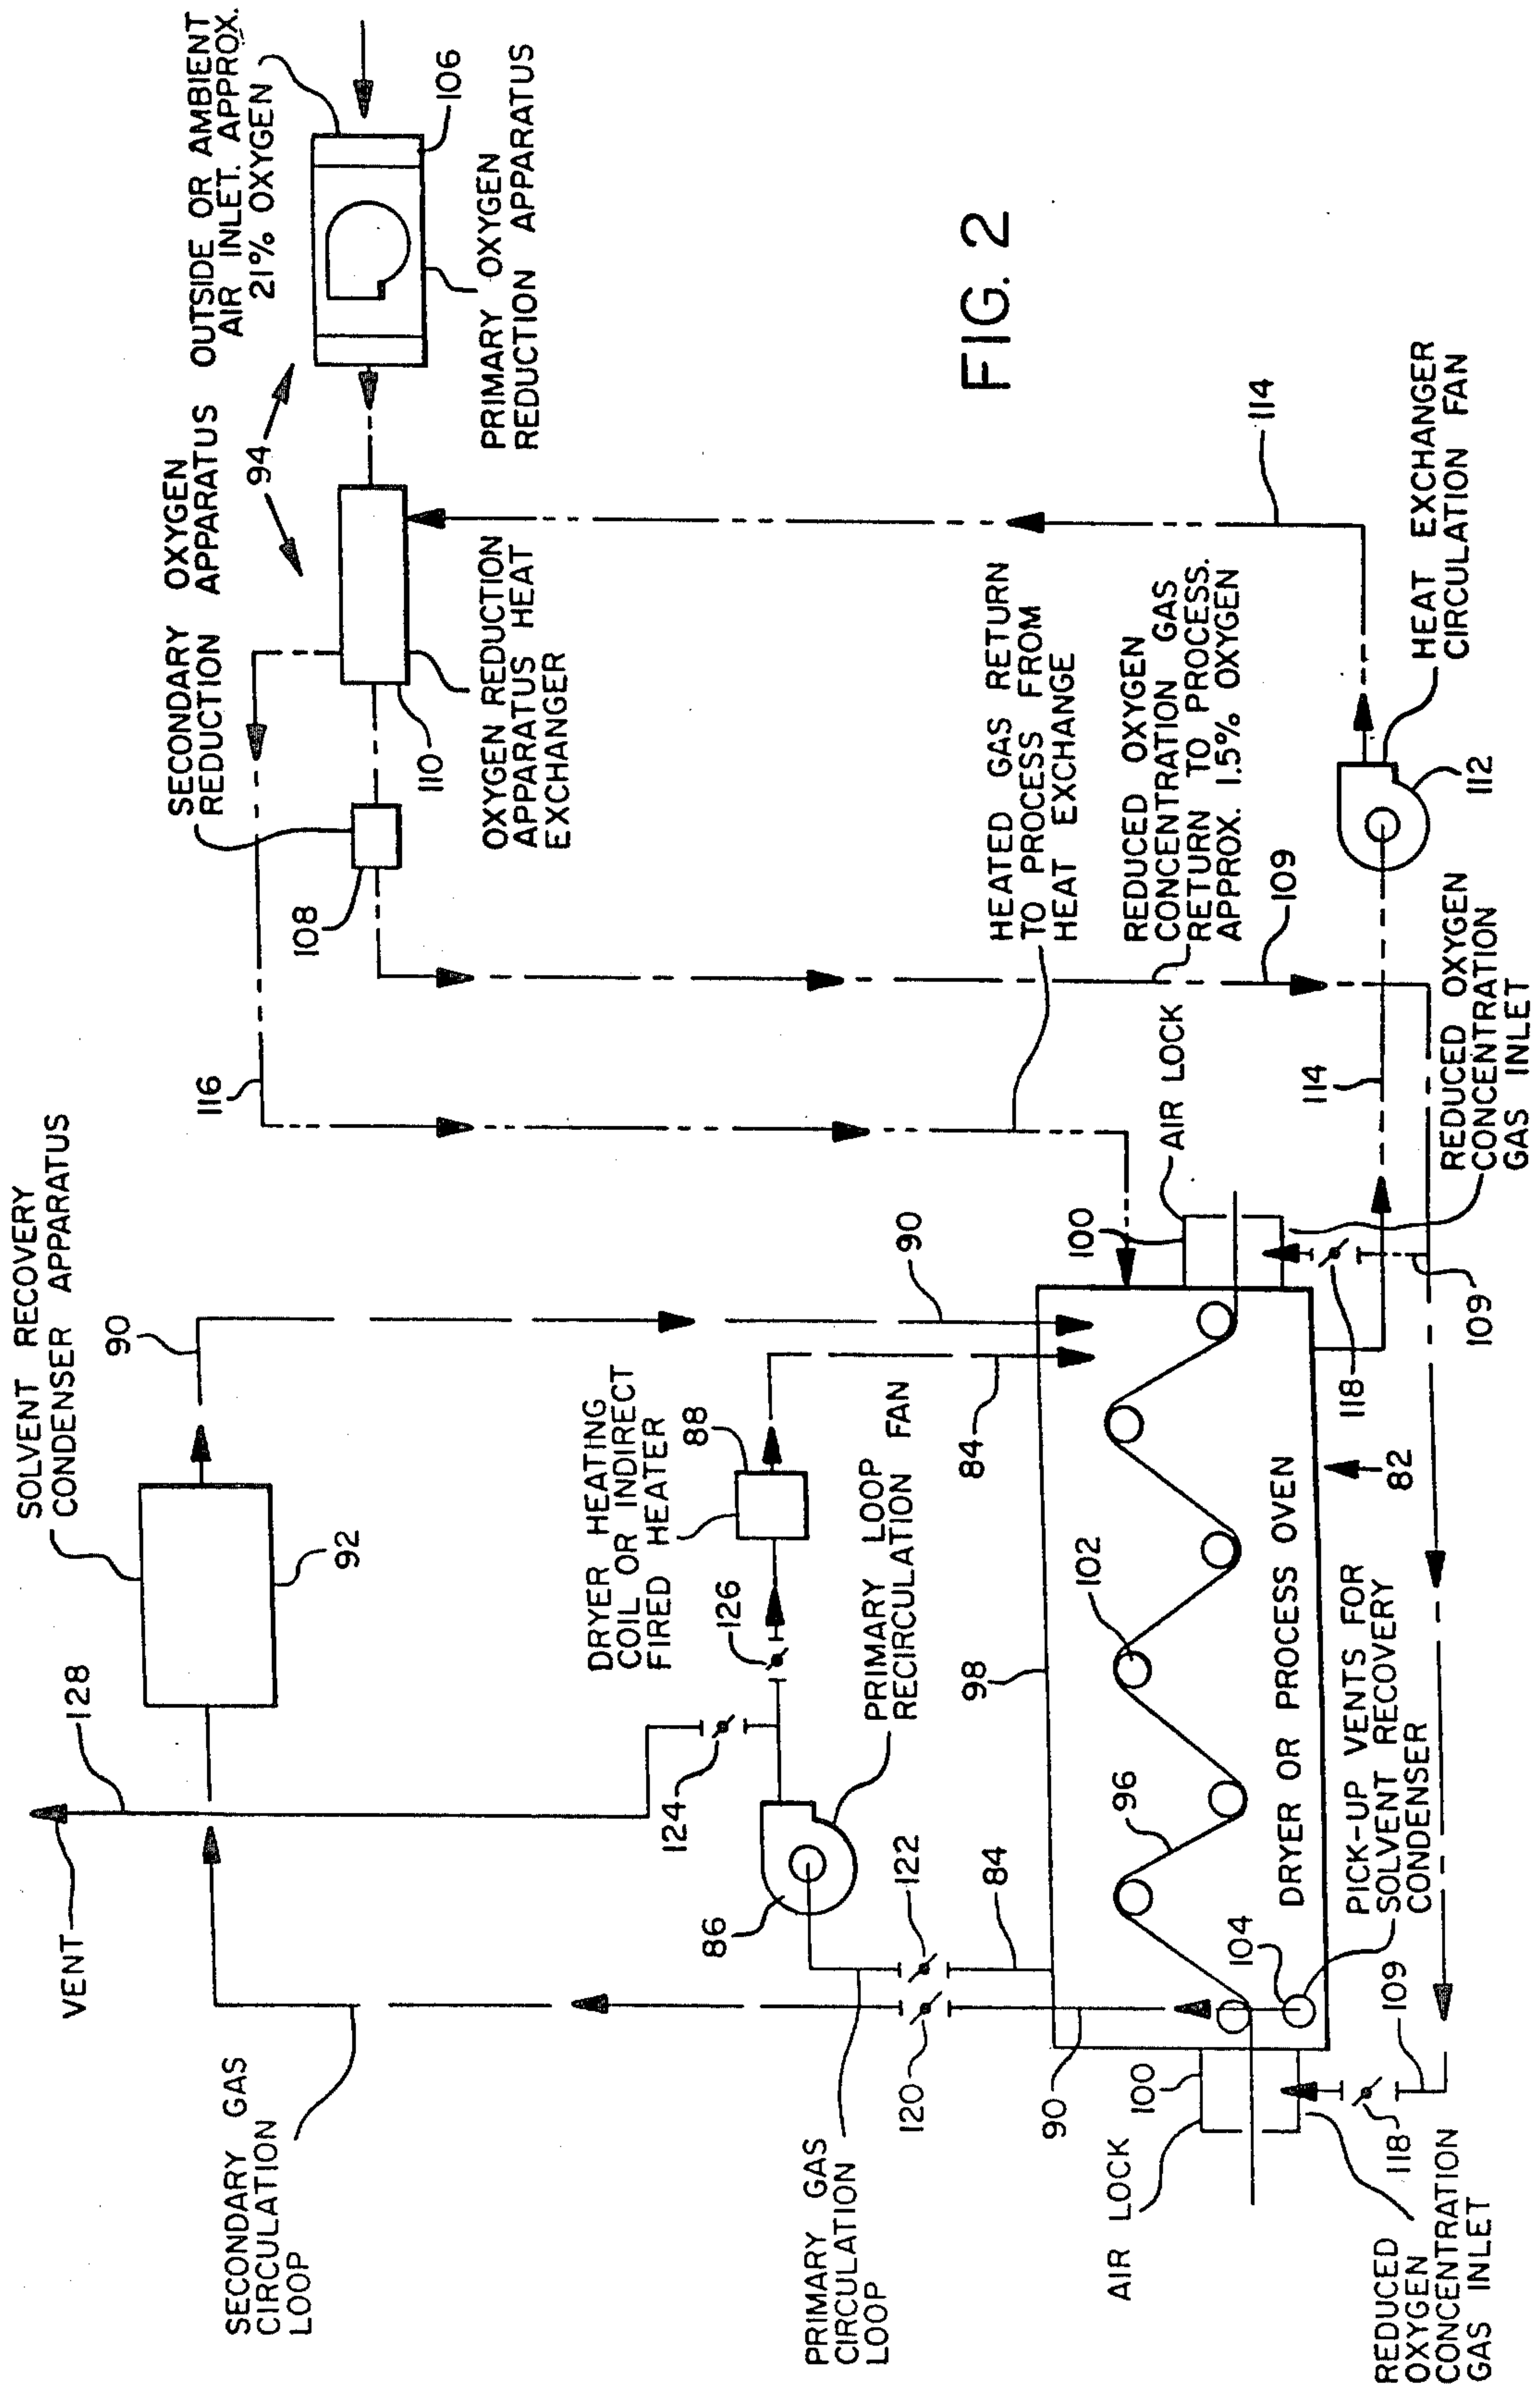 SOLVENT RECOVERY
CONDENSER APPARATUS
VENT
128
92
90
116
SECONDARY OXYGEN
REDUCTION APPARATUS
94
OUTSIDE OR AMBIENT
AIR INLET. APPROX.
21% OXYGEN
106
PRIMARY OXYGEN
REDUCTION APPARATUS
108
110
OXYGEN REDUCTION
APPARATUS HEAT
EXCHANGER
SECONDARY GAS
CIRCULATION
LOOP
DRYER HEATING
COIL OR INDIRECT
FIRED HEATER
88
126
124
86
PRIMARY LOOP
RECIRCULATION FAN
90
84
122
84
120
PRIMARY GAS
CIRCULATION
LOOP
90
98
HEATED GAS RETURN
TO PROCESS FROM
HEAT EXCHANGE
REDUCED OXYGEN
CONCENTRATION GAS
RETURN TO PROCESS.
APPROX. 1.5% OXYGEN
109
114
FIG. 2
AIR LOCK
100
102
96
104
DRYER OR PROCESS OVEN
100
AIR LOCK
PICK-UP VENTS FOR
SOLVENT RECOVERY
CONDENSER
82
118
109
114
112
HEAT EXCHANGER
CIRCULATION FAN
REDUCED OXYGEN
CONCENTRATION
GAS INLET
109
118
REDUCED
OXYGEN
CONCENTRATION
GAS INLET